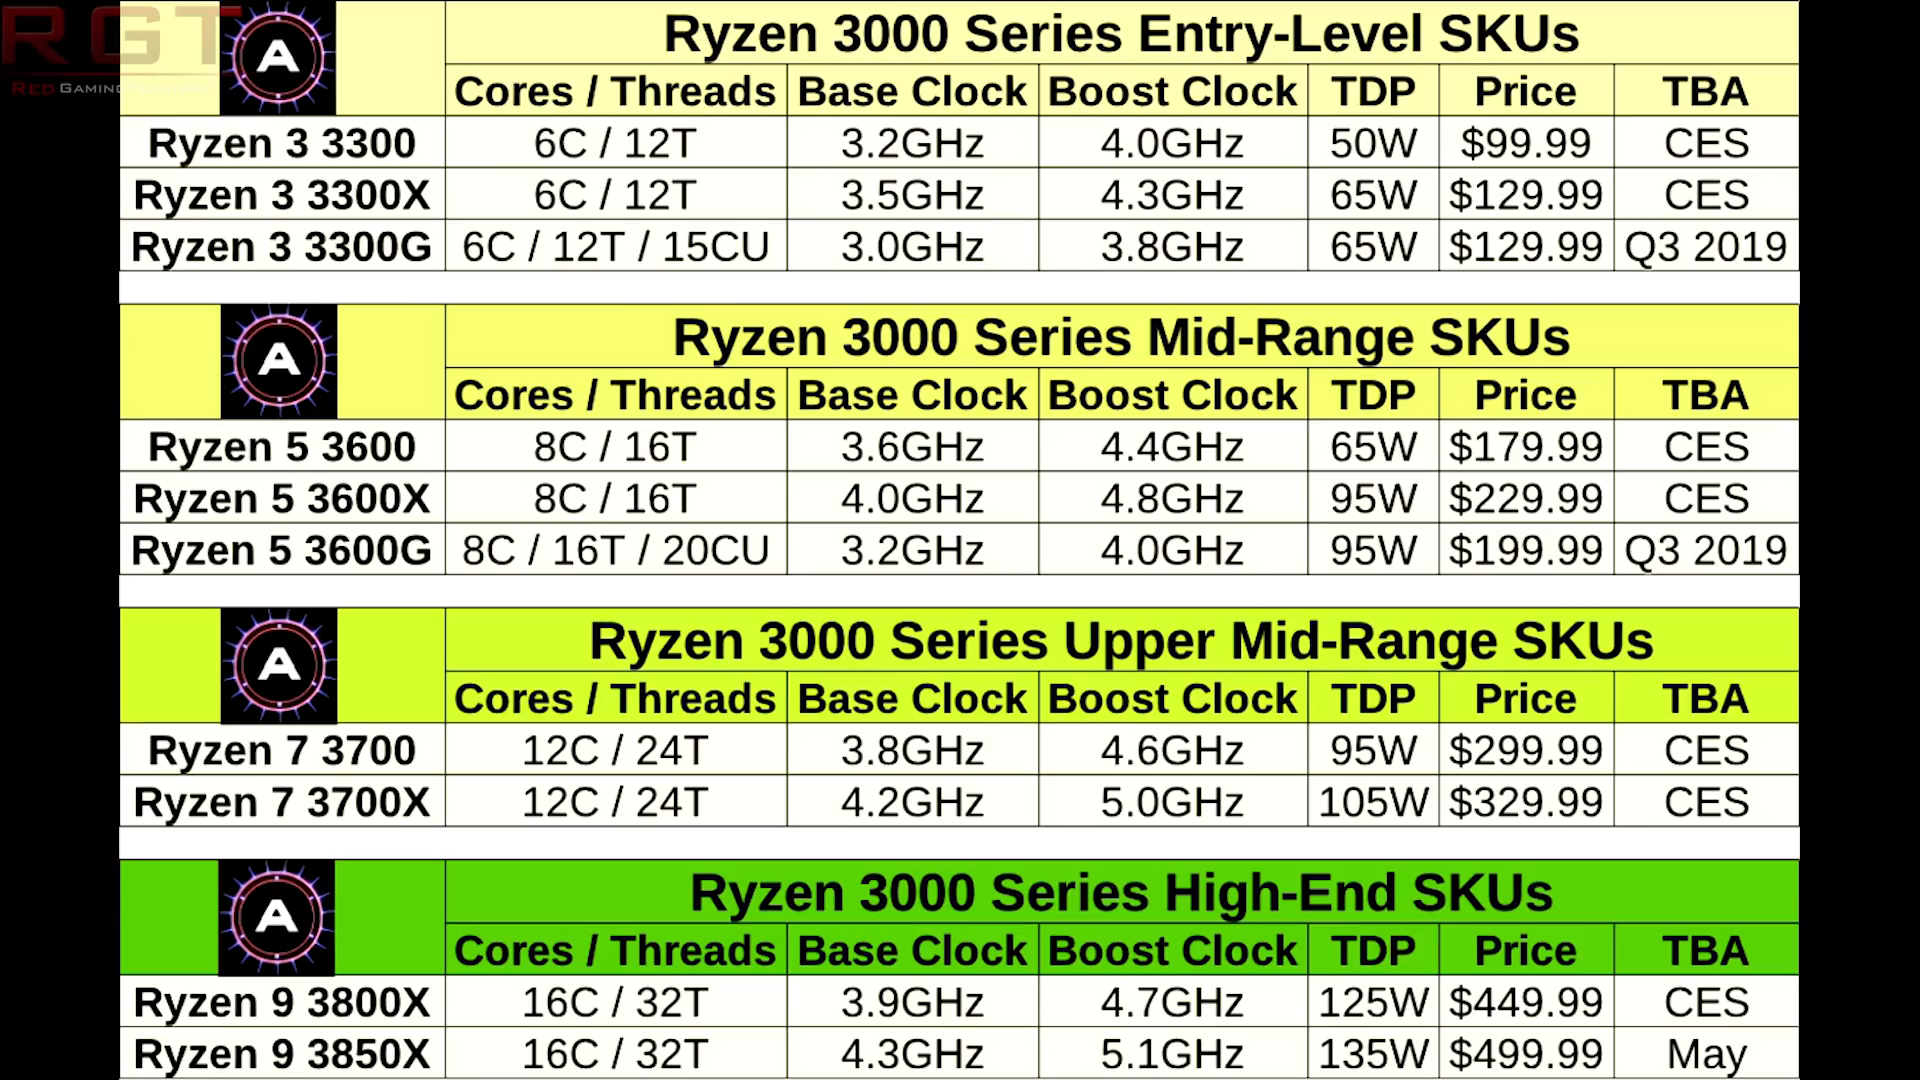 RGT
RED GAMING
A
Ryzen 3000 Series Entry-Level SKUs
Cores / Threads Base Clock Boost Clock TDP Price TBA
Ryzen 3 3300 6C / 12T 3.2GHz 4.0GHz 50W $99.99 CES
Ryzen 3 3300X 6C / 12T 3.5GHz 4.3GHz 65W $129.99 CES
Ryzen 3 3300G 6C / 12T / 15CU 3.0GHz 3.8GHz 65W $129.99 Q3 2019
A
Ryzen 3000 Series Mid-Range SKUs
Cores / Threads Base Clock Boost Clock TDP Price TBA
Ryzen 5 3600 8C / 16T 3.6GHz 4.4GHz 65W $179.99 CES
Ryzen 5 3600X 8C / 16T 4.0GHz 4.8GHz 95W $229.99 CES
Ryzen 5 3600G 8C / 16T / 20CU 3.2GHz 4.0GHz 95W $199.99 Q3 2019
A
Ryzen 3000 Series Upper Mid-Range SKUs
Cores / Threads Base Clock Boost Clock TDP Price TBA
Ryzen 7 3700 12C / 24T 3.8GHz 4.6GHz 95W $299.99 CES
Ryzen 7 3700X 12C / 24T 4.2GHz 5.0GHz 105W $329.99 CES
A
Ryzen 3000 Series High-End SKUs
Cores / Threads Base Clock Boost Clock TDP Price TBA
Ryzen 9 3800X 16C / 32T 3.9GHz 4.7GHz 125W $449.99 CES
Ryzen 9 3850X 16C / 32T 4.3GHz 5.1GHz 135W $499.99 May